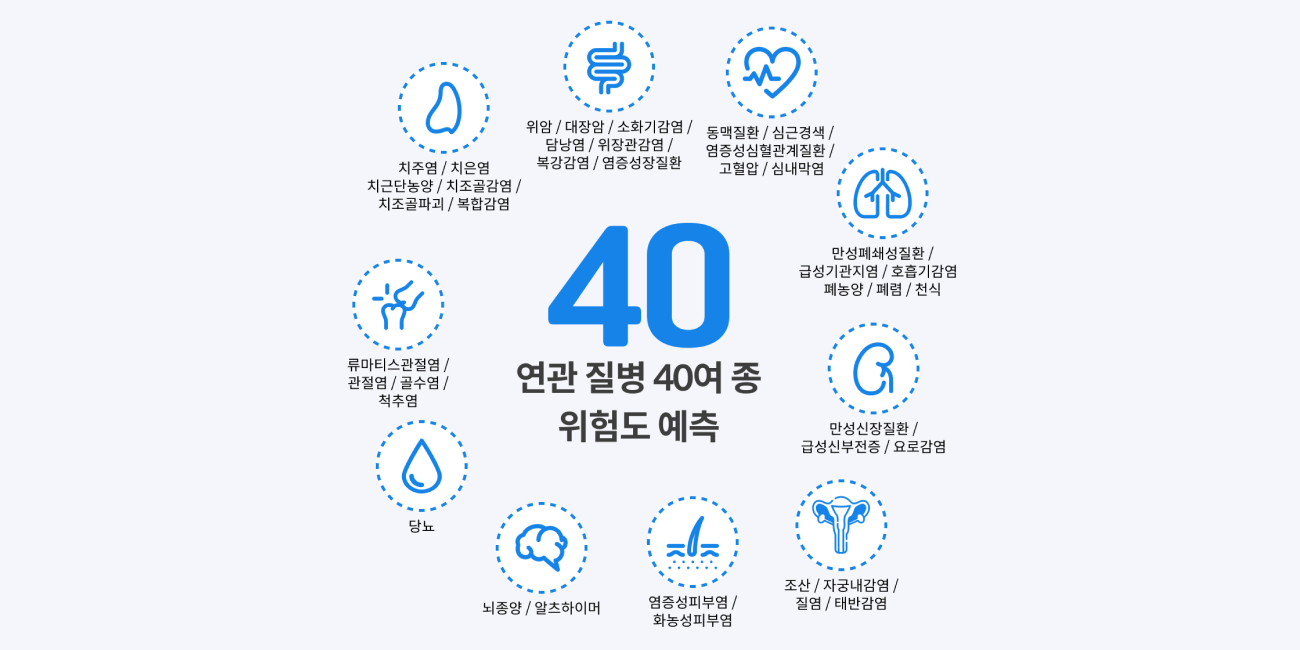 위암 / 대장암 / 소화기감염 /
담낭염 / 위장관감염 /
복강감염 / 염증성장질환
동맥질환 / 심근경색 /
염증성심혈관계질환 /
고혈압 / 심내막염
치주염 / 치은염
치근단농양 / 치조골감염 /
치조골파괴 / 복합감염
만성폐쇄성질환 /
급성기관지염 / 호흡기감염
폐농양 / 폐렴 / 천식
40
연관 질병 40여 종
위험도 예측
류마티스관절염 /
관절염 / 골수염 /
척추염
만성신장질환 /
급성신부전증 / 요로감염
당뇨
조산 / 자궁내감염 /
질염 / 태반감염
뇌종양 / 알츠하이머
염증성피부염 /
화농성피부염